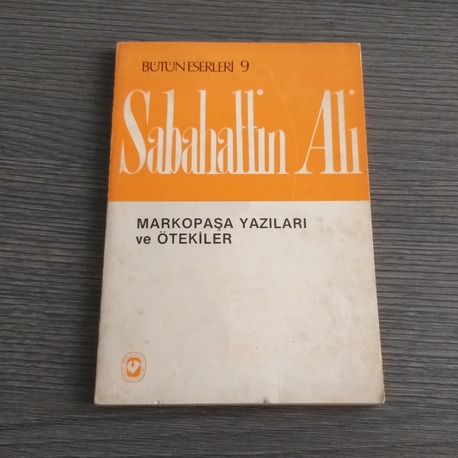 BÜTÜN ESERLERİ 9
Sabahattin Ali
MARKOPAŞA YAZILARI
ve ÖTEKİLER